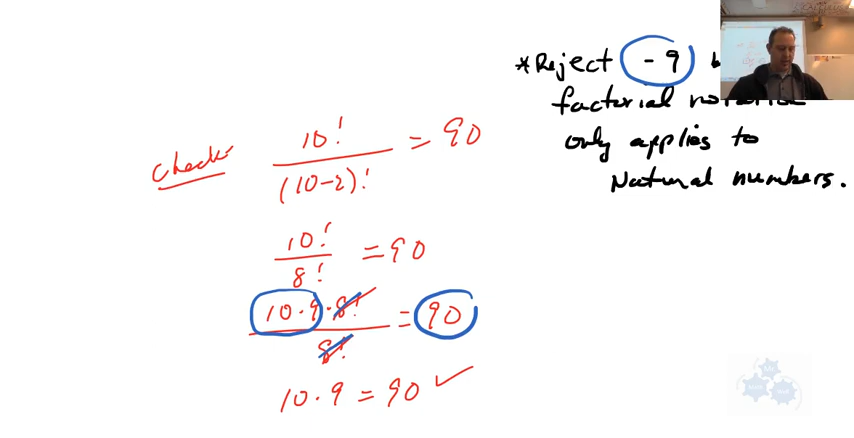 *Reject -9
factorial
only applies to
Natural numbers.
Check
10! / (10-2)! = 90
10! / 8! = 90
10·9·8! / 8! = 90
10·9 = 90 ✓